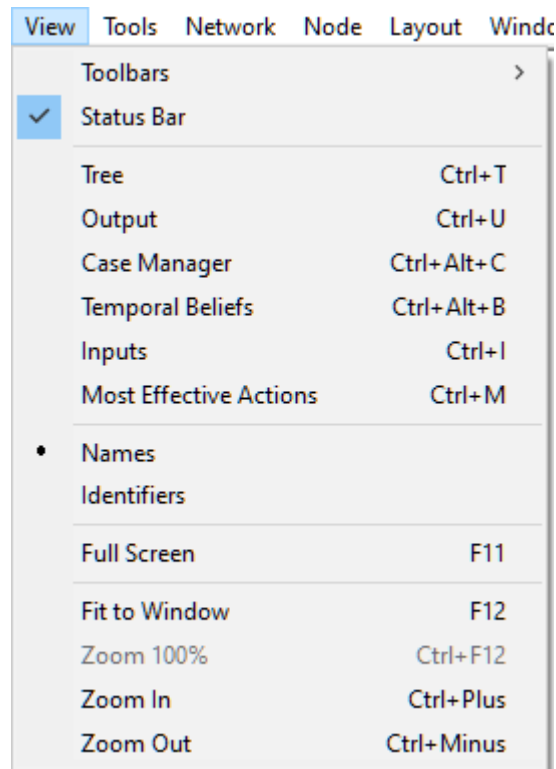 View Tools Network Node Layout
Toolbars
Status Bar
Tree Ctrl+T
Output Ctrl+U
Case Manager Ctrl+Alt+C
Temporal Beliefs Ctrl+Alt+B
Inputs Ctrl+I
Most Effective Actions Ctrl+M
Names
Identifiers
Full Screen F11
Fit to Window F12
Zoom 100% Ctrl+F12
Zoom In Ctrl+Plus
Zoom Out Ctrl+Minus